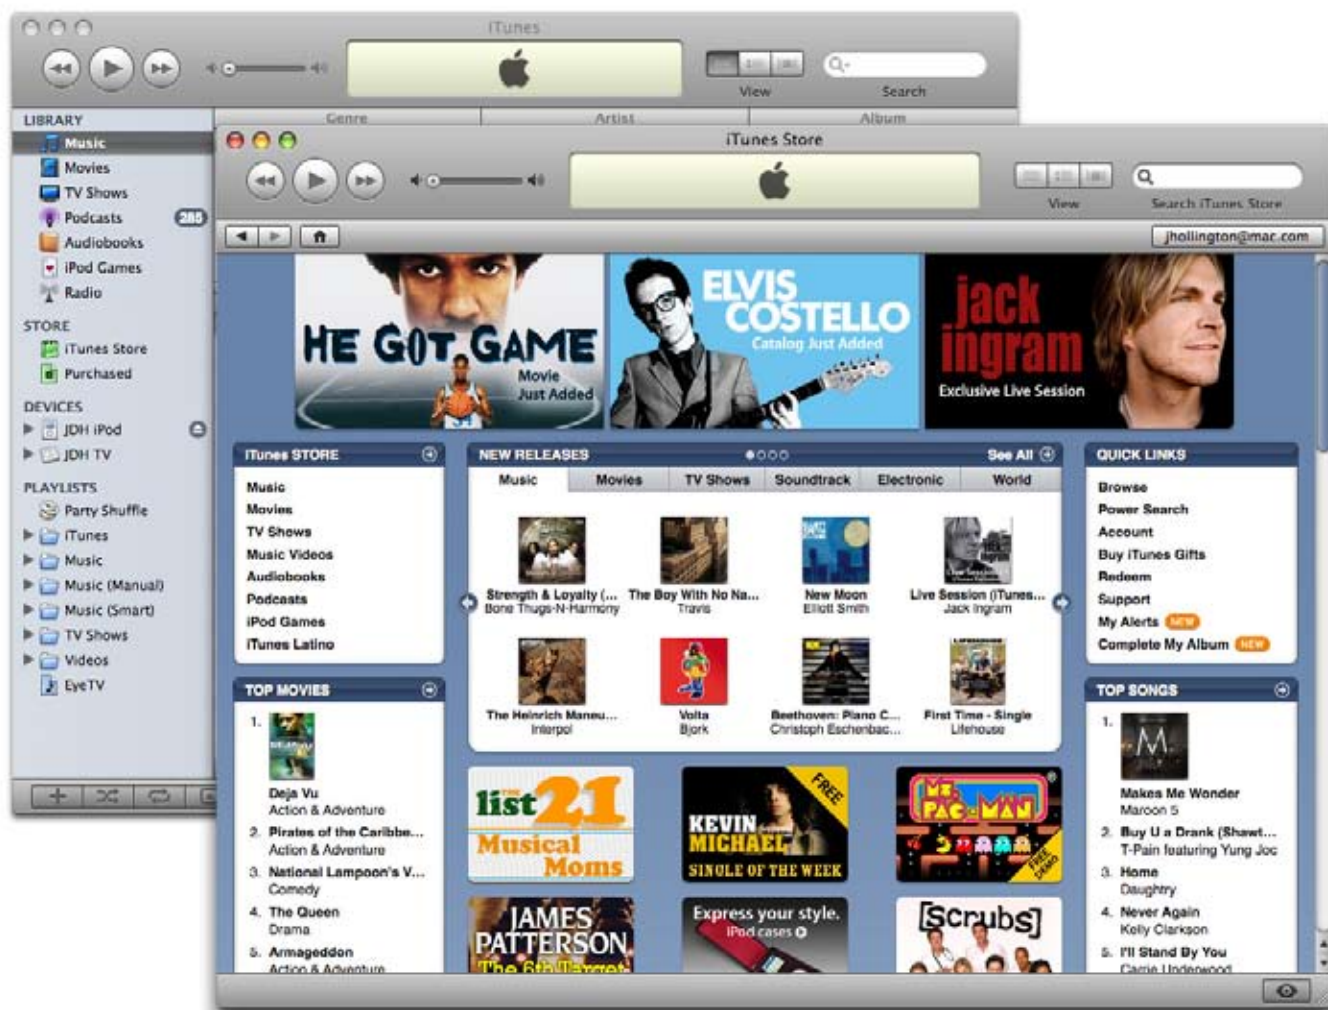 iTunes
View
Search
Genre
Artist
Album
LIBRARY
Music
Movies
TV Shows
Podcasts 285
Audiobooks
iPod Games
Radio
STORE
iTunes Store
Purchased
DEVICES
JDH iPod
JDH TV
PLAYLISTS
Party Shuffle
iTunes
Music
Music (Manual)
Music (Smart)
TV Shows
Videos
EyeTV
iTunes Store
View
Search iTunes Store
jhollington@mac.com
HE GOT GAME
Movie
Just Added
ELVIS
COSTELLO
Catalog Just Added
jack
ingram
Exclusive Live Session
iTunes STORE
Music
Movies
TV Shows
Music Videos
Audiobooks
Podcasts
iPod Games
iTunes Latino
TOP MOVIES
1.
Deja Vu
Action & Adventure
2. Pirates of the Caribbe...
Action & Adventure
3. National Lampoon's V...
Comedy
4. The Queen
Drama
5. Armageddon
Action & Adventure
NEW RELEASES
See All
Music Movies TV Shows Soundtrack Electronic World
Strength & Loyalty (... The Boy With No Na... New Moon Live Session (iTunes...
Bone Thugs-N-Harmony Travis Elliott Smith Jack Ingram
The Heinrich Maneu... Volta Beethoven: Piano C... First Time - Single
Interpol Bjork Christoph Eschenbac... Lifehouse
the
list 21
Musical
Moms
FREE
KEVIN
MICHAEL
SINGLE OF THE WEEK
MS.
PAC-MAN
FREE
DEMO
JAMES
PATTERSON
The 6th Target
Express your style.
iPod cases
[Scrubs]
QUICK LINKS
Browse
Power Search
Account
Buy iTunes Gifts
Redeem
Support
My Alerts NEW
Complete My Album NEW
TOP SONGS
1.
M.
Makes Me Wonder
Maroon 5
2. Buy U a Drank (Shawt...
T-Pain featuring Yung Joc
3. Home
Daughtry
4. Never Again
Kelly Clarkson
5. I'll Stand By You
Carrie Underwood